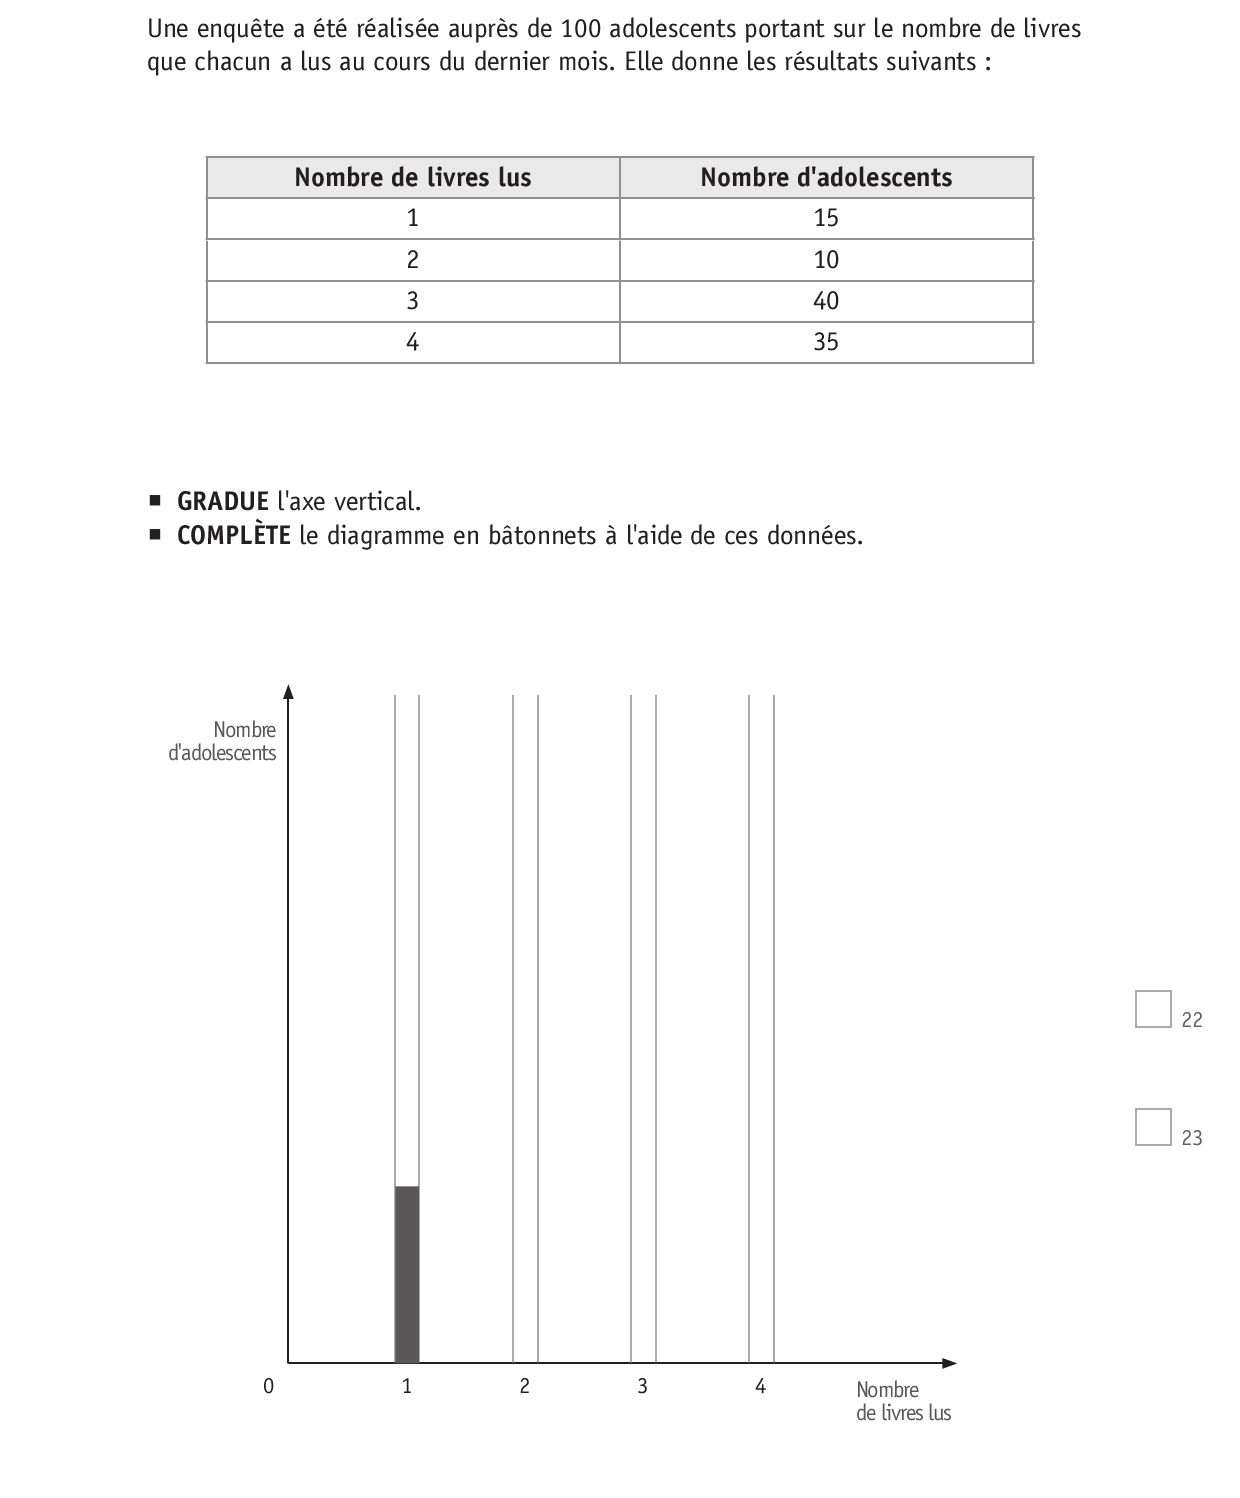 Une enquête a été réalisée auprès de 100 adolescents portant sur le nombre de livres
que chacun a lus au cours du dernier mois. Elle donne les résultats suivants :
Nombre de livres lus Nombre d'adolescents
1 15
2 10
3 40
4 35
▪ GRADUE l'axe vertical.
▪ COMPLÈTE le diagramme en bâtonnets à l'aide de ces données.
Nombre
d'adolescents
22
23
0 1 2 3 4
Nombre
de livres lus